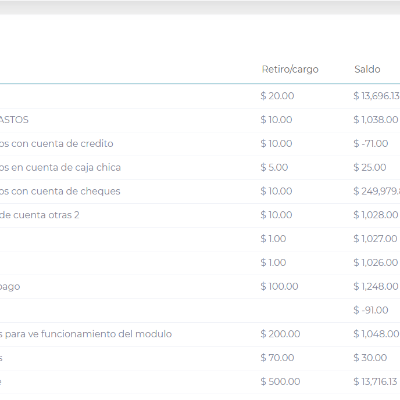 Retiro/cargo Saldo
$ 20.00 $ 13,696.13
ASTOS $ 10.00 $ 1,038.00
os con cuenta de credito $ 10.00 $ -71.00
os en cuenta de caja chica $ 5.00 $ 25.00
os con cuenta de cheques $ 10.00 $ 249,979.
de cuenta otras 2 $ 10.00 $ 1,028.00
$ 1.00 $ 1,027.00
$ 1.00 $ 1,026.00
pago $ 100.00 $ 1,248.00
$ -91.00
s para ve funcionamiento del modulo $ 200.00 $ 1,048.00
s $ 70.00 $ 30.00
$ 500.00 $ 13,716.13